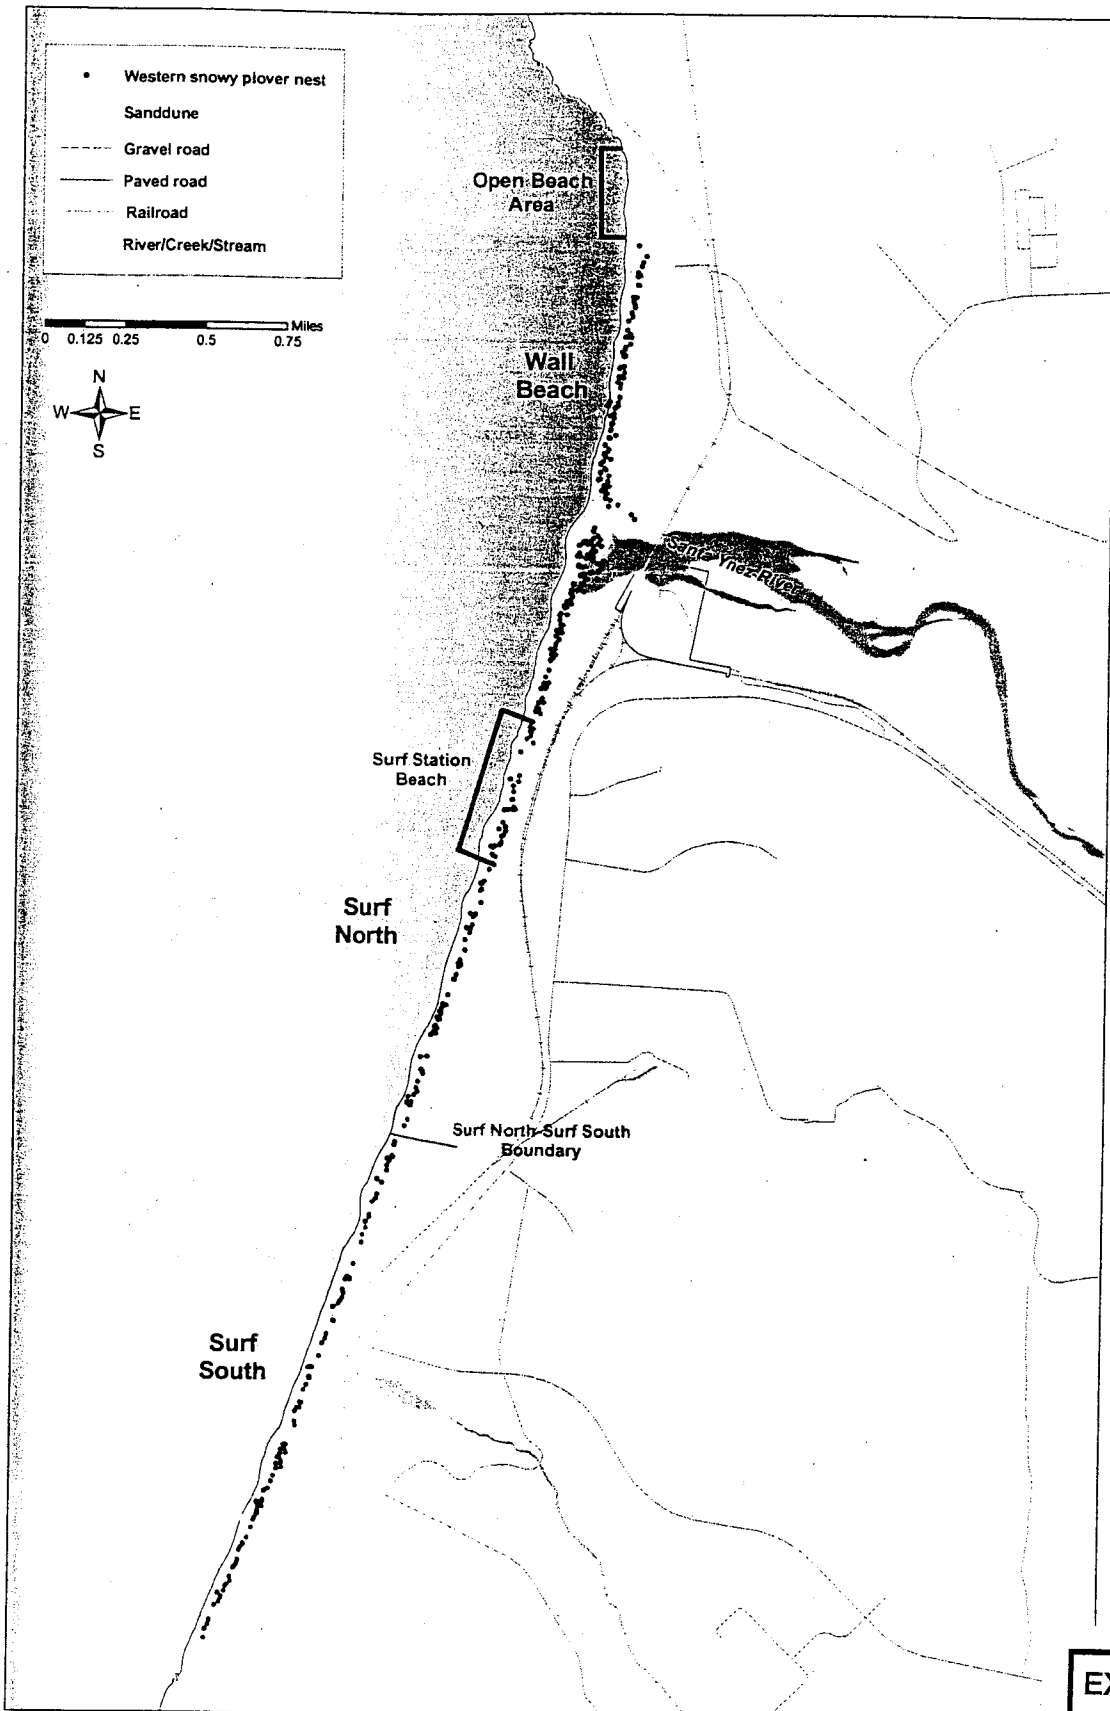 Western snowy plover nest
Sanddune
Gravel road
Paved road
Railroad
River/Creek/Stream
Miles
0 0.125 0.25 0.5 0.75
N
W E
S
Open Beach
Area
Wall
Beach
Santa Ynez River
Surf Station
Beach
Surf
North
Surf North-Surf South
Boundary
Surf
South